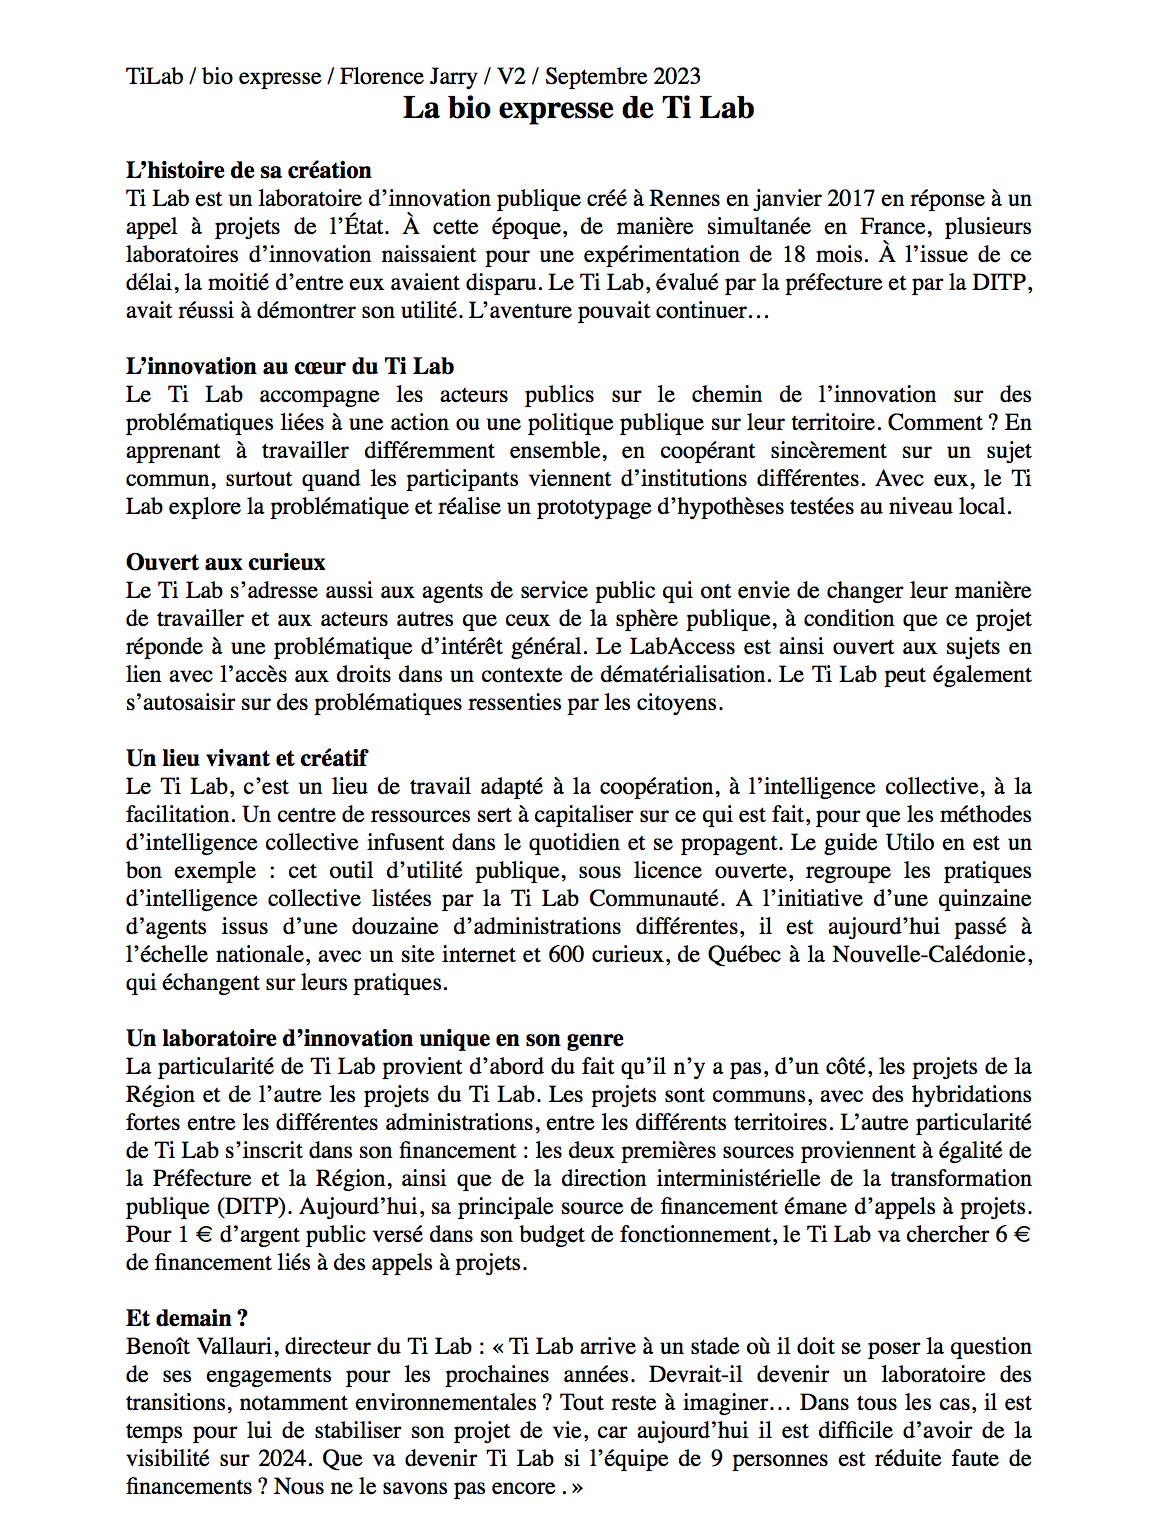 TiLab / bio expresse / Florence Jarry / V2 / Septembre 2023
La bio expresse de Ti Lab
L’histoire de sa création
Ti Lab est un laboratoire d’innovation publique créé à Rennes en janvier 2017 en réponse à un
appel à projets de l’État. À cette époque, de manière simultanée en France, plusieurs
laboratoires d’innovation naissaient pour une expérimentation de 18 mois. À l’issue de ce
délai, la moitié d’entre eux avaient disparu. Le Ti Lab, évalué par la préfecture et par la DITP,
avait réussi à démontrer son utilité. L’aventure pouvait continuer…
L’innovation au cœur du Ti Lab
Le Ti Lab accompagne les acteurs publics sur le chemin de l’innovation sur des
problématiques liées à une action ou une politique publique sur leur territoire. Comment ? En
apprenant à travailler différemment ensemble, en coopérant sincèrement sur un sujet
commun, surtout quand les participants viennent d’institutions différentes. Avec eux, le Ti
Lab explore la problématique et réalise un prototypage d’hypothèses testées au niveau local.
Ouvert aux curieux
Le Ti Lab s’adresse aussi aux agents de service public qui ont envie de changer leur manière
de travailler et aux acteurs autres que ceux de la sphère publique, à condition que ce projet
réponde à une problématique d’intérêt général. Le LabAccess est ainsi ouvert aux sujets en
lien avec l’accès aux droits dans un contexte de dématérialisation. Le Ti Lab peut également
s’autosaisir sur des problématiques ressenties par les citoyens.
Un lieu vivant et créatif
Le Ti Lab, c’est un lieu de travail adapté à la coopération, à l’intelligence collective, à la
facilitation. Un centre de ressources sert à capitaliser sur ce qui est fait, pour que les méthodes
d’intelligence collective infusent dans le quotidien et se propagent. Le guide Utilo en est un
bon exemple : cet outil d’utilité publique, sous licence ouverte, regroupe les pratiques
d’intelligence collective listées par la Ti Lab Communauté. A l’initiative d’une quinzaine
d’agents issus d’une douzaine d’administrations différentes, il est aujourd’hui passé à
l’échelle nationale, avec un site internet et 600 curieux, de Québec à la Nouvelle-Calédonie,
qui échangent sur leurs pratiques.
Un laboratoire d’innovation unique en son genre
La particularité de Ti Lab provient d’abord du fait qu’il n’y a pas, d’un côté, les projets de la
Région et de l’autre les projets du Ti Lab. Les projets sont communs, avec des hybridations
fortes entre les différentes administrations, entre les différents territoires. L’autre particularité
de Ti Lab s’inscrit dans son financement : les deux premières sources proviennent à égalité de
la Préfecture et la Région, ainsi que de la direction interministérielle de la transformation
publique (DITP). Aujourd’hui, sa principale source de financement émane d’appels à projets.
Pour 1 € d’argent public versé dans son budget de fonctionnement, le Ti Lab va chercher 6 €
de financement liés à des appels à projets.
Et demain ?
Benoît Vallauri, directeur du Ti Lab : « Ti Lab arrive à un stade où il doit se poser la question
de ses engagements pour les prochaines années. Devrait-il devenir un laboratoire des
transitions, notamment environnementales ? Tout reste à imaginer… Dans tous les cas, il est
temps pour lui de stabiliser son projet de vie, car aujourd’hui il est difficile d’avoir de la
visibilité sur 2024. Que va devenir Ti Lab si l’équipe de 9 personnes est réduite faute de
financements ? Nous ne le savons pas encore . »